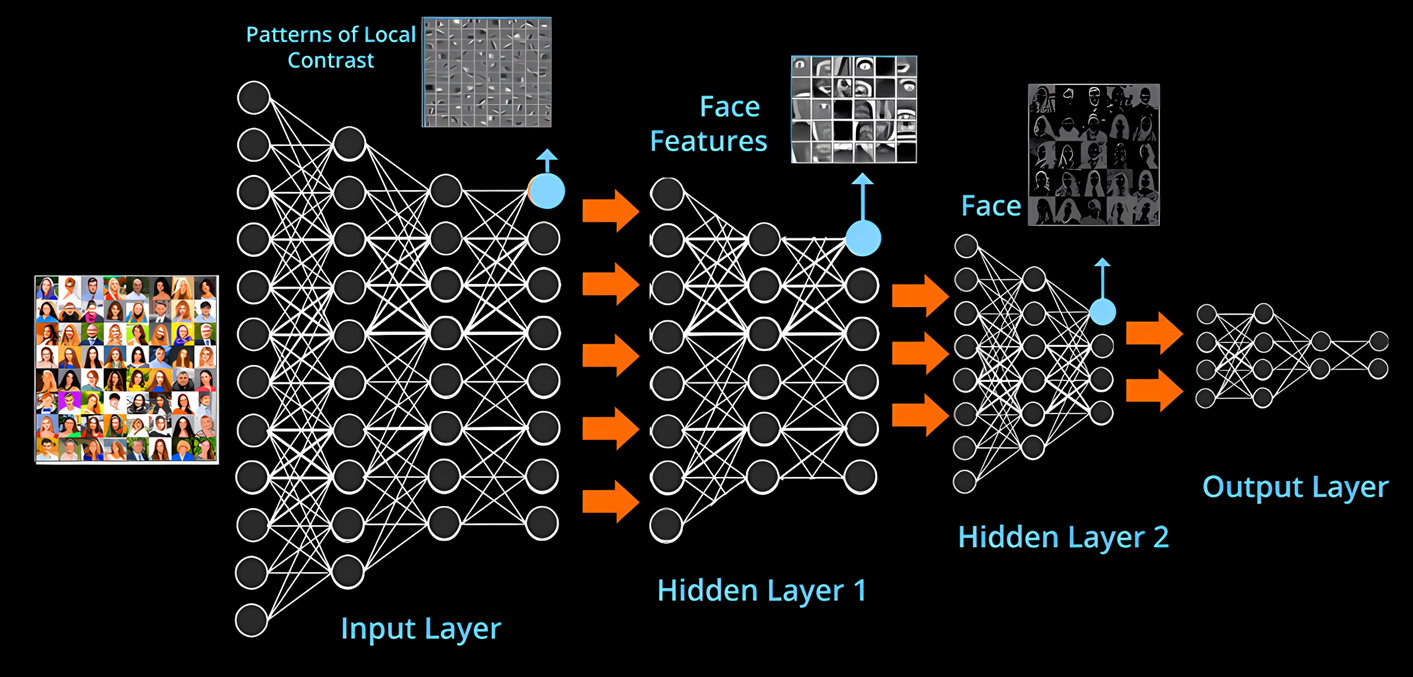 Patterns of Local
Contrast
Face
Features
Face
Input Layer
Hidden Layer 1
Hidden Layer 2
Output Layer